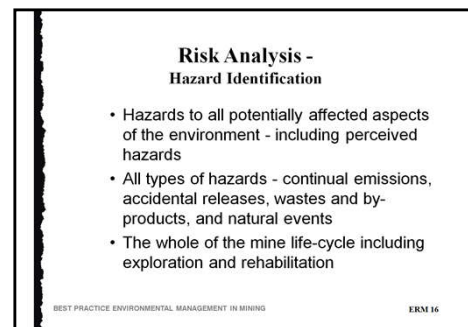 Risk Analysis -
Hazard Identification
• Hazards to all potentially affected aspects
of the environment - including perceived
hazards
• All types of hazards - continual emissions,
accidental releases, wastes and by-
products, and natural events
• The whole of the mine life-cycle including
exploration and rehabilitation
BEST PRACTICE ENVIRONMENTAL MANAGEMENT IN MINING
ERM 16